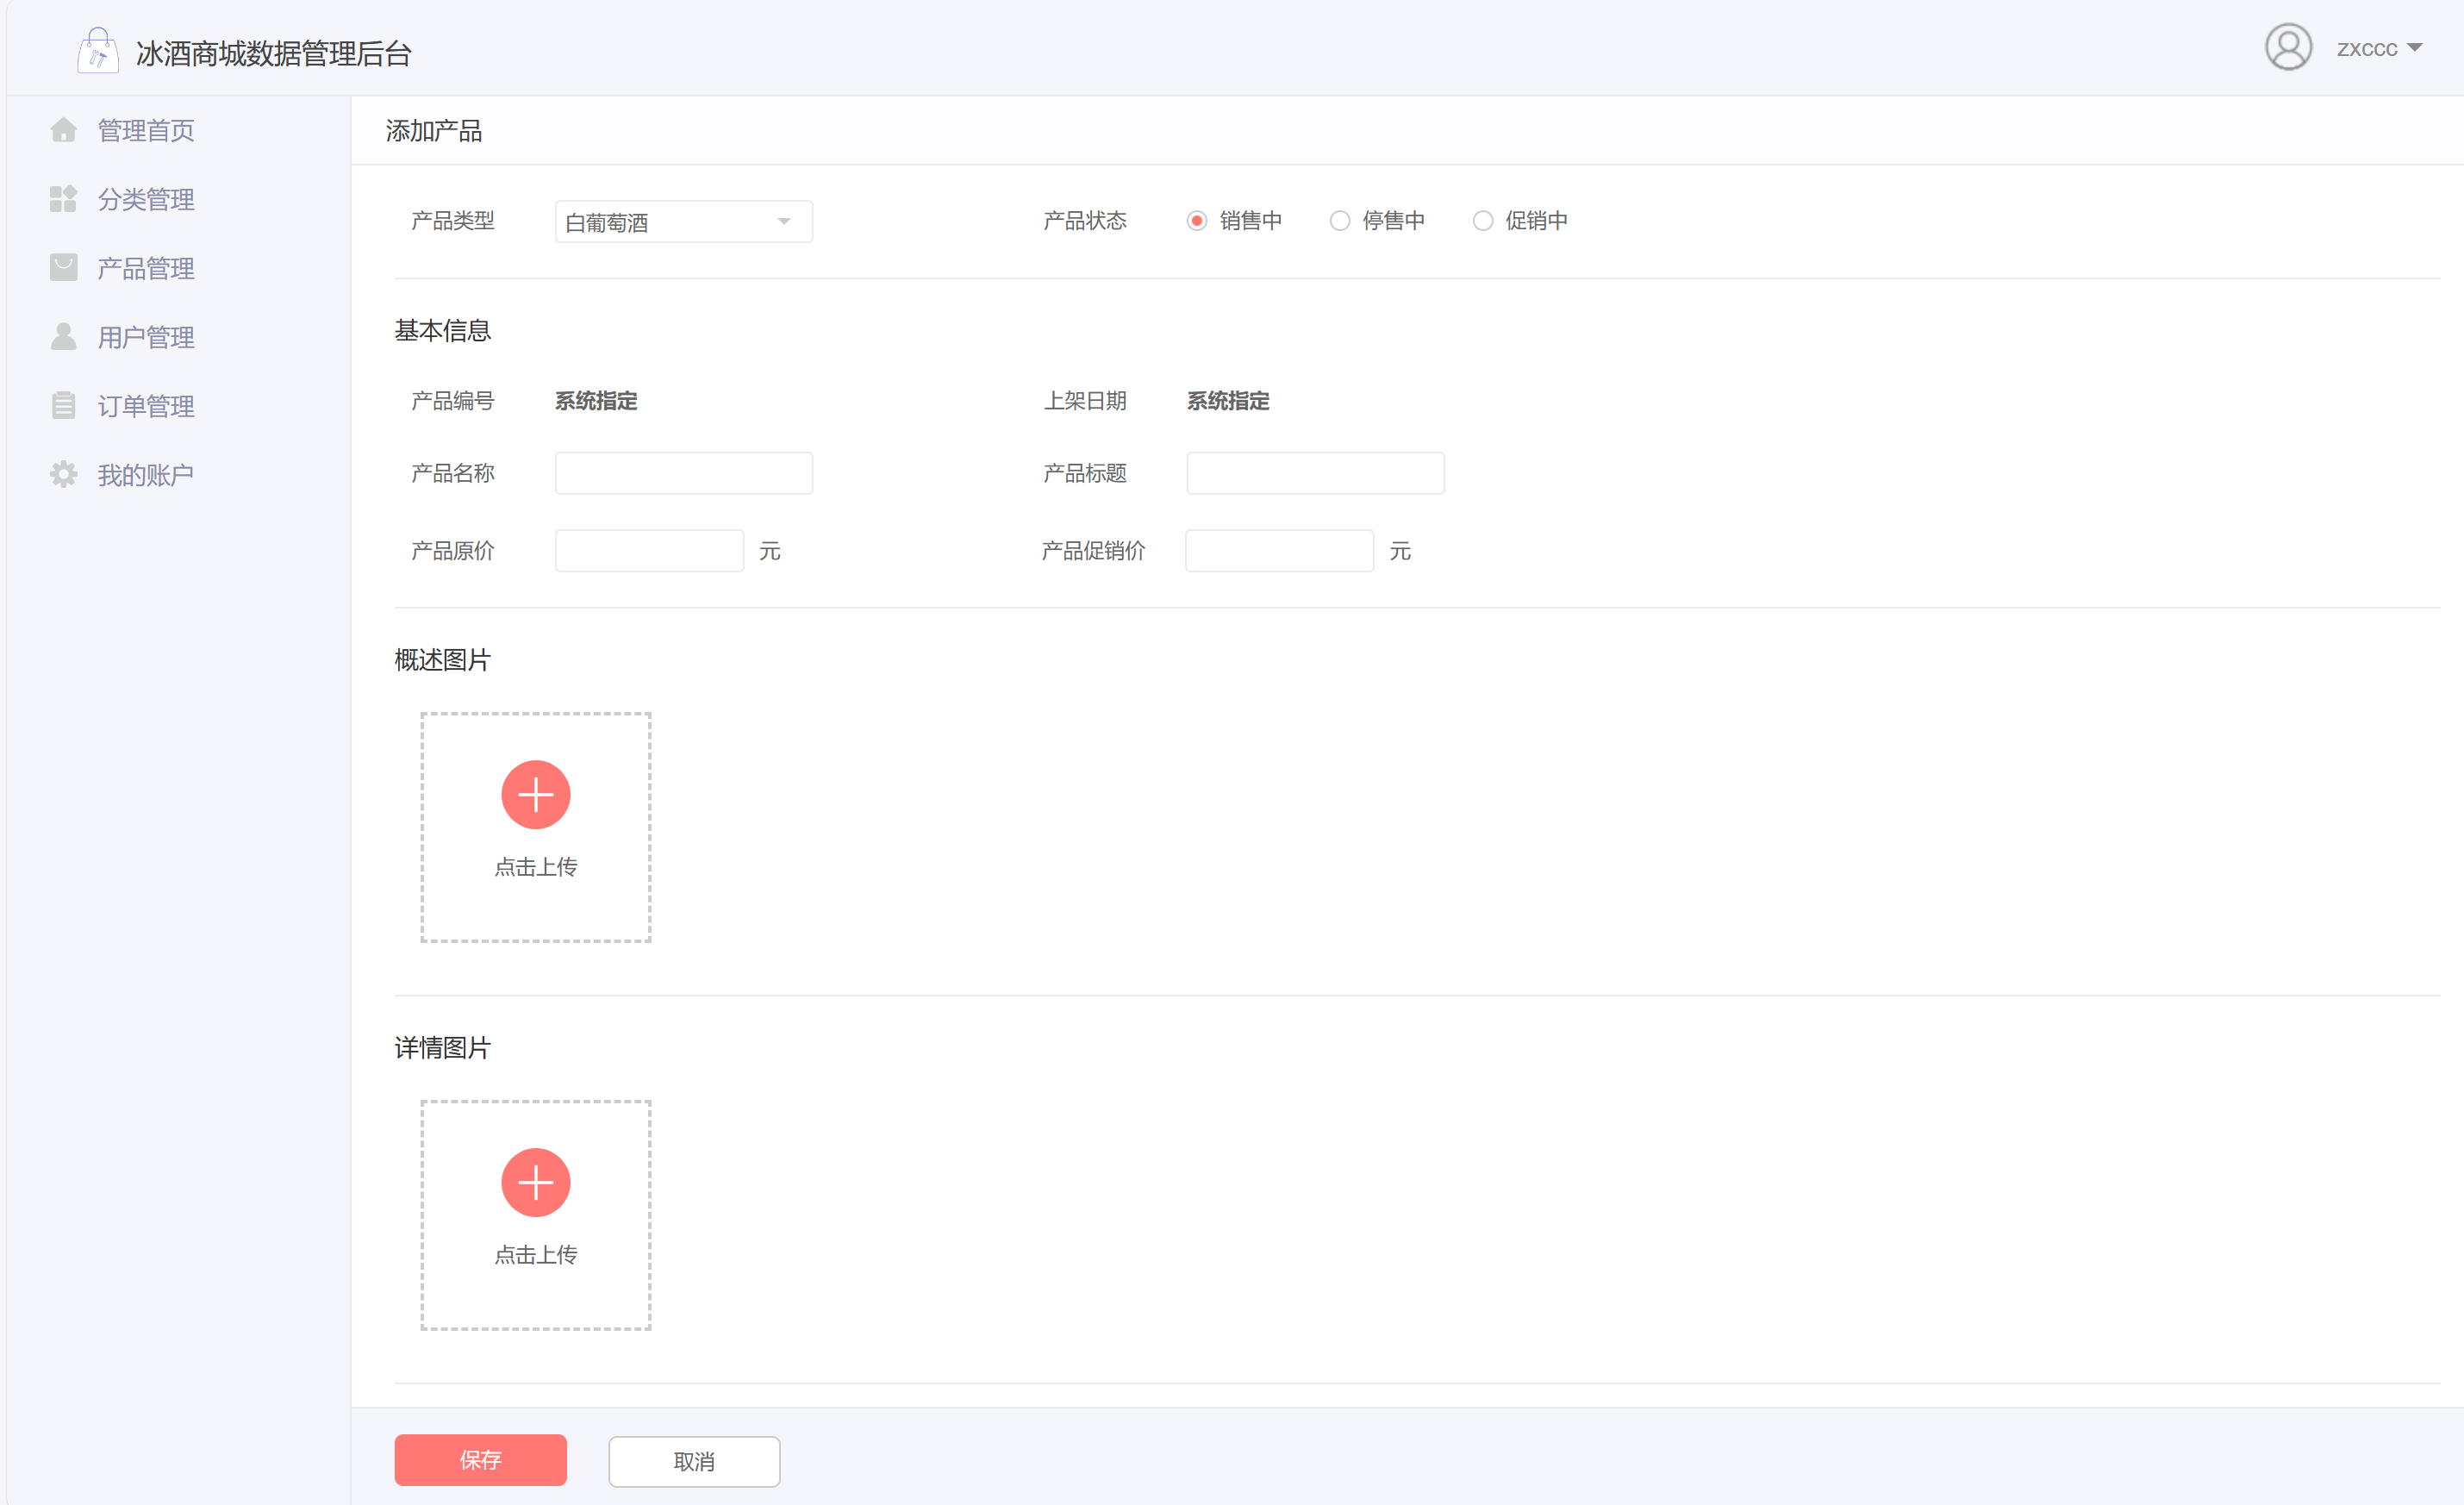 冰酒商城数据管理后台
zxccc
管理首页
分类管理
产品管理
用户管理
订单管理
我的账户
添加产品
产品类型 白葡萄酒 产品状态 销售中 停售中 促销中
基本信息
产品编号 系统指定 上架日期 系统指定
产品名称 产品标题
产品原价 元 产品促销价 元
概述图片
点击上传
详情图片
点击上传
保存 取消